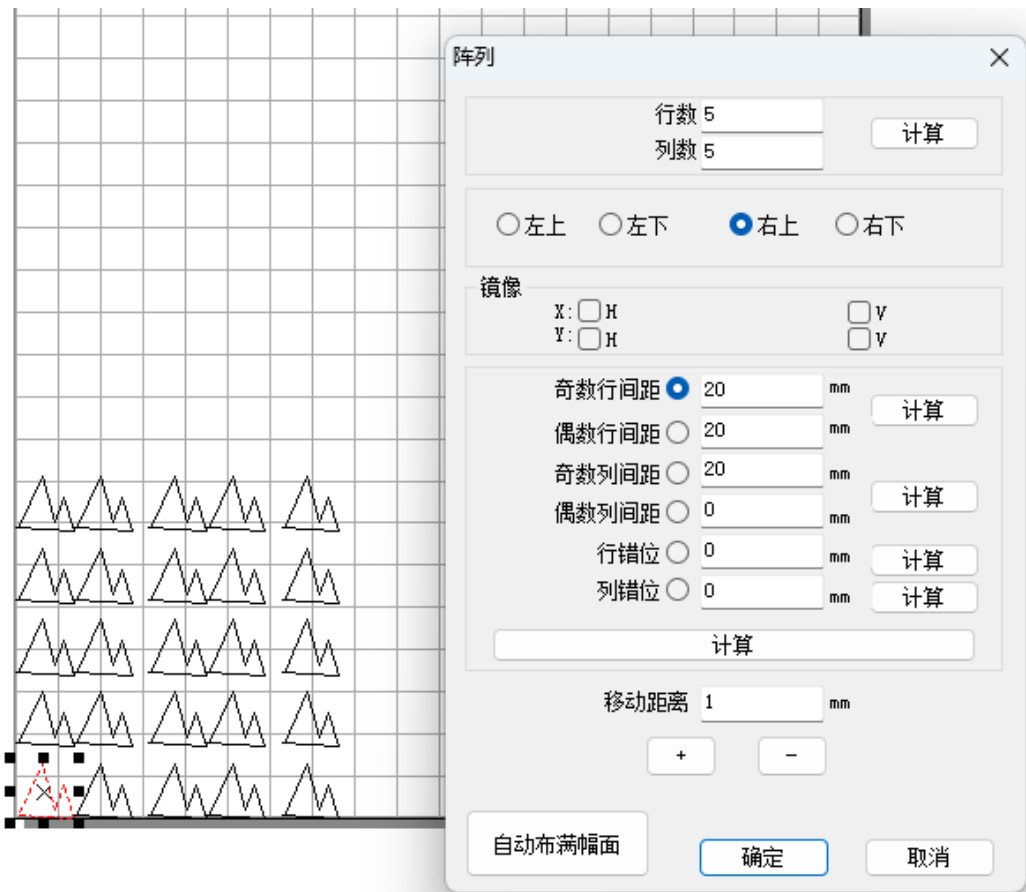 阵列
行数 5
列数 5
计算
左上 左下 右上 右下
镜像
X: H V
Y: H V
奇数行间距 20 mm
计算
偶数行间距 20 mm
奇数列间距 20 mm
计算
偶数列间距 0 mm
行错位 0 mm 计算
列错位 0 mm 计算
计算
移动距离 1 mm
+ -
自动布满幅面 确定 取消